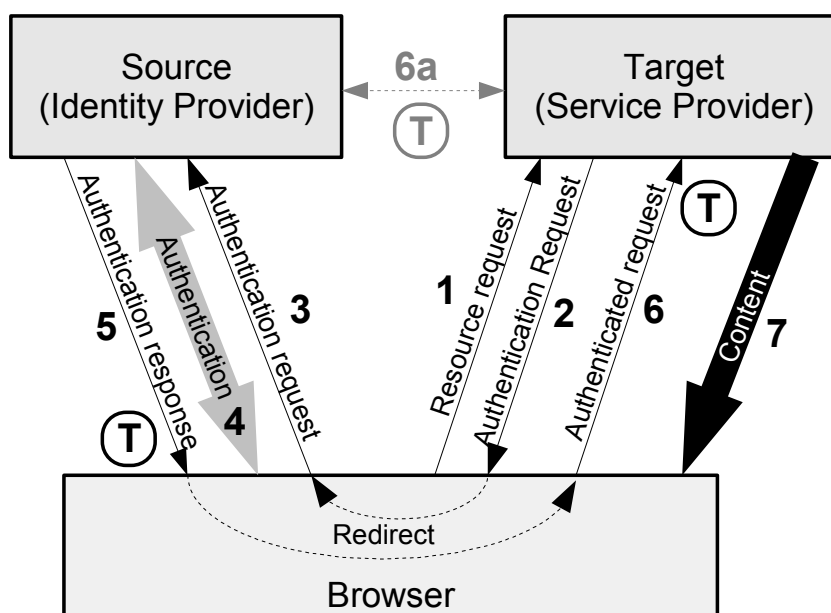 Source
(Identity Provider)
6a
T
Target
(Service Provider)
Authentication response
5
T
Authentication
4
Authentication request
3
1
Resource request
Authentication Request
2
Authenticated request
6
T
Content
7
Redirect
Browser